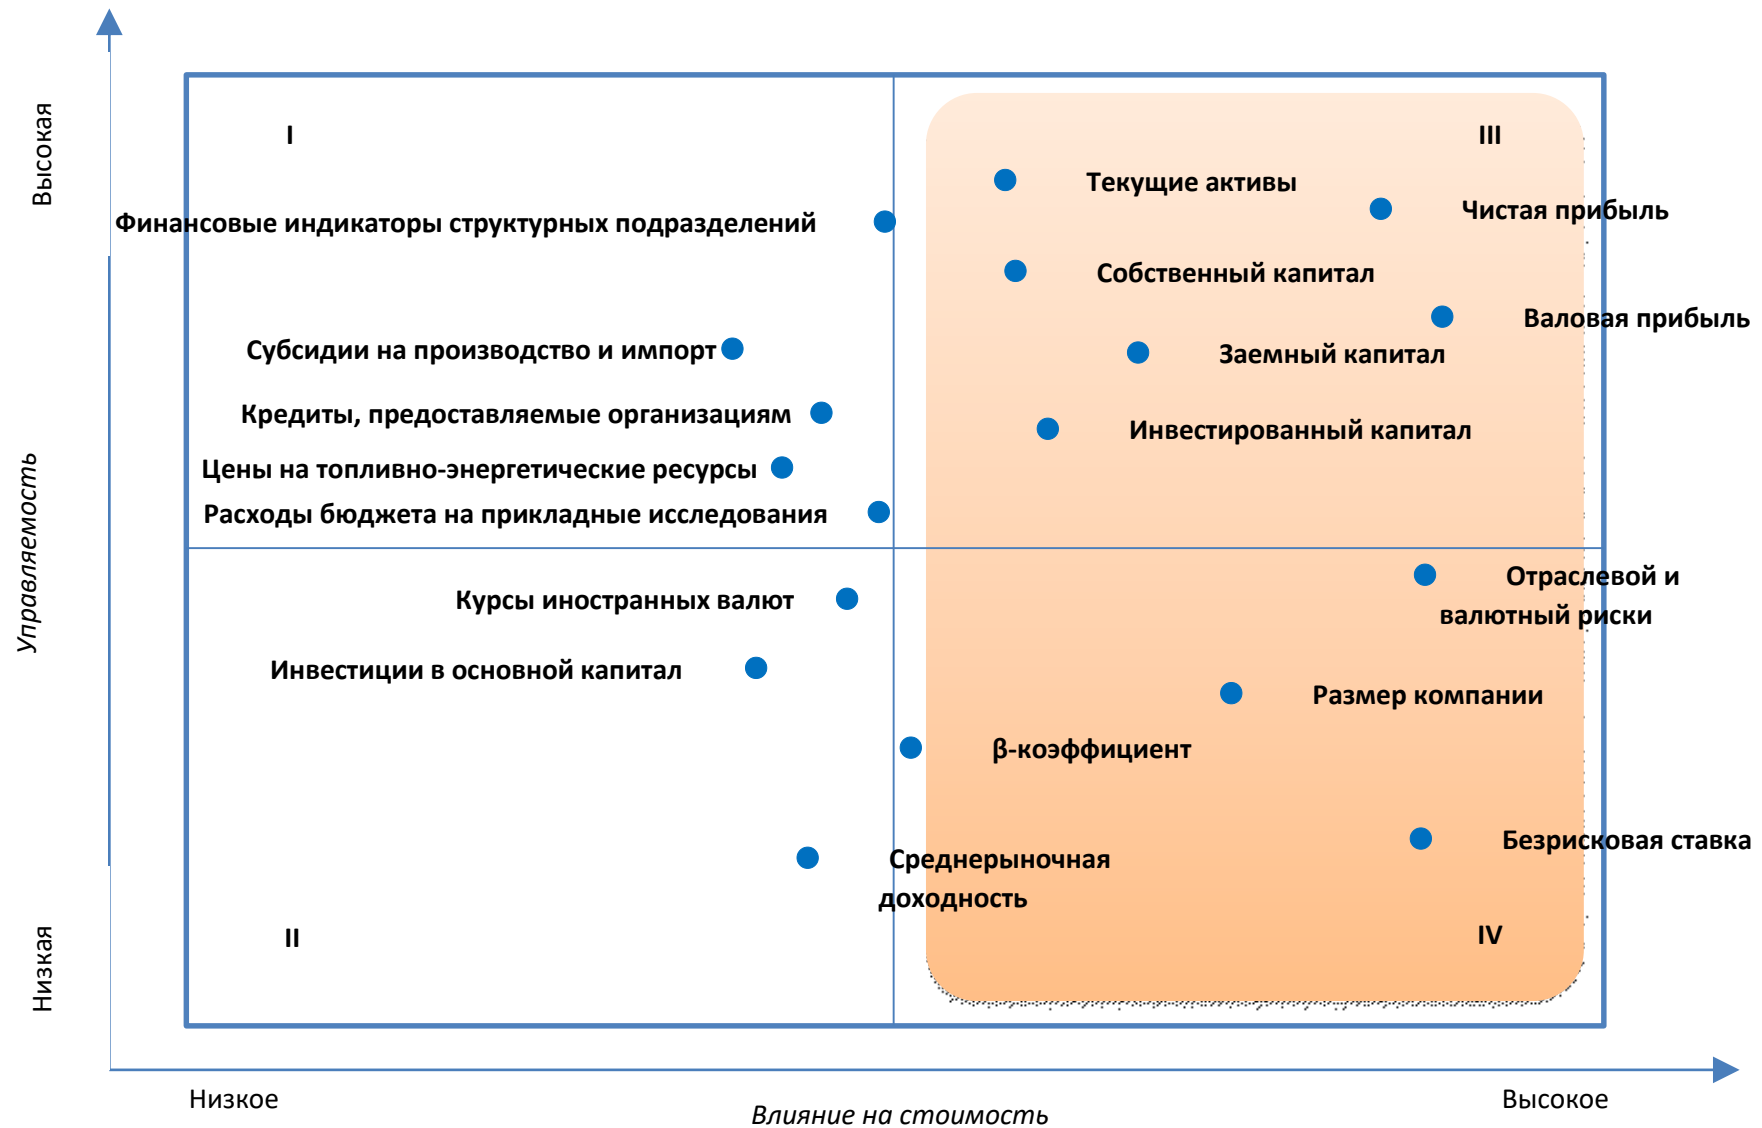 Высокая
I
III
Текущие активы
Чистая прибыль
Финансовые индикаторы структурных подразделений
Собственный капитал
Валовая прибыль
Субсидии на производство и импорт
Заемный капитал
Кредиты, предоставляемые организациям
Инвестированный капитал
Цены на топливно-энергетические ресурсы
Расходы бюджета на прикладные исследования
Управляемость
Отраслевой и
валютный риски
Курсы иностранных валют
Инвестиции в основной капитал
Размер компании
β-коэффициент
Безрисковая ставка
Среднерыночная
доходность
II
IV
Низкая
Низкое
Высокое
Влияние на стоимость